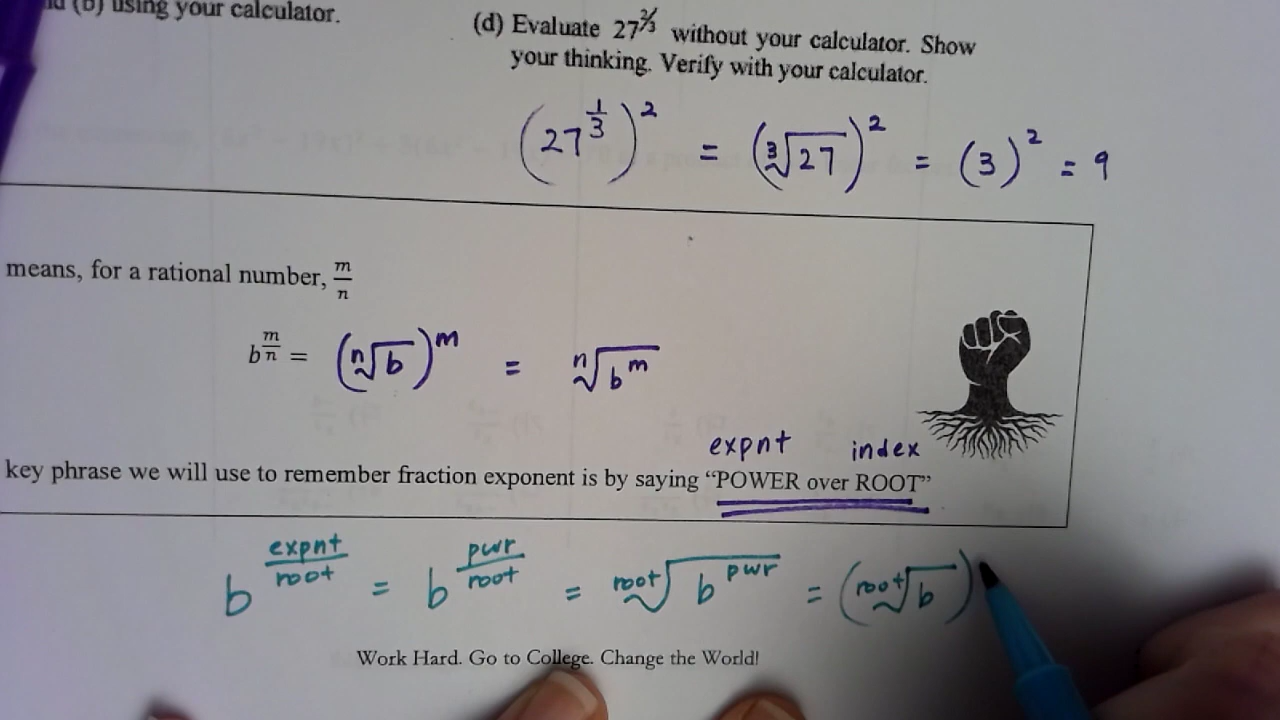 (b) using your calculator.
(d) Evaluate 27^(2/3) without your calculator. Show
your thinking. Verify with your calculator.
(27^(1/3))^2 = (∛27)^2 = (3)^2 = 9
means, for a rational number, m/n
b^(m/n) = (ⁿ√b)^m = ⁿ√(b^m)
expnt index
key phrase we will use to remember fraction exponent is by saying “POWER over ROOT”
b^(expnt/root) = b^(pwr/root) = root√(b^pwr) = (root√b)
Work Hard. Go to College. Change the World!